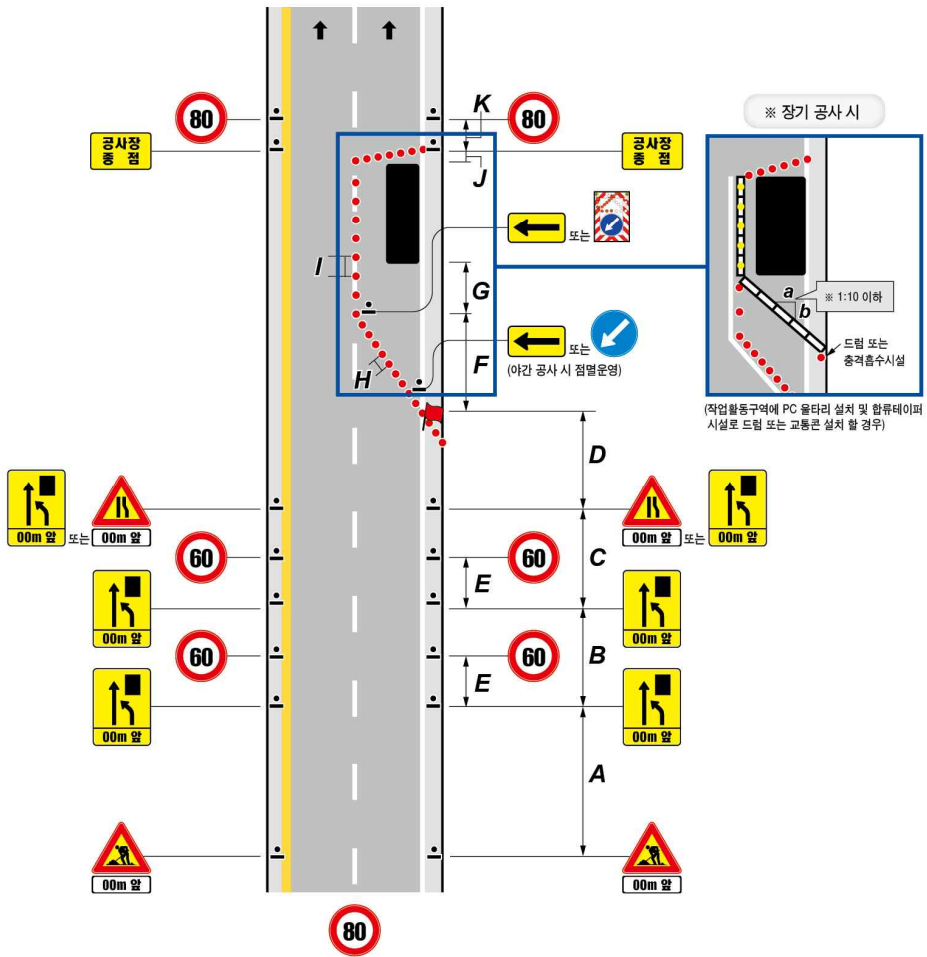 80
80
K
공사장
종 점
공사장
종 점
J
※ 장기 공사 시
또는
I
G
a
b
※ 1:10 이하
또는
(야간 공사 시 점멸운영)
F
H
드럼 또는
충격흡수시설
(작업활동구역에 PC 울타리 설치 및 합류테이퍼
시설로 드럼 또는 교통콘 설치 할 경우)
D
00m 앞
또는
00m 앞
00m 앞
또는
00m 앞
60
60
C
E
00m 앞
00m 앞
60
60
B
E
00m 앞
00m 앞
A
00m 앞
00m 앞
80